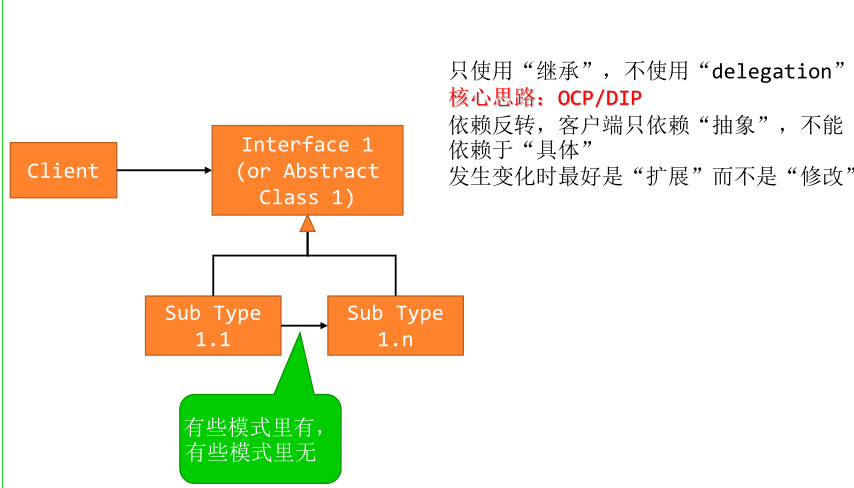 只使用“继承”，不使用“delegation”
核心思路：OCP/DIP
依赖反转，客户端只依赖“抽象”，不能
依赖于“具体”
发生变化时最好是“扩展”而不是“修改”
Client
Interface 1
(or Abstract
Class 1)
Sub Type
1.1
Sub Type
1.n
有些模式里有，
有些模式里无